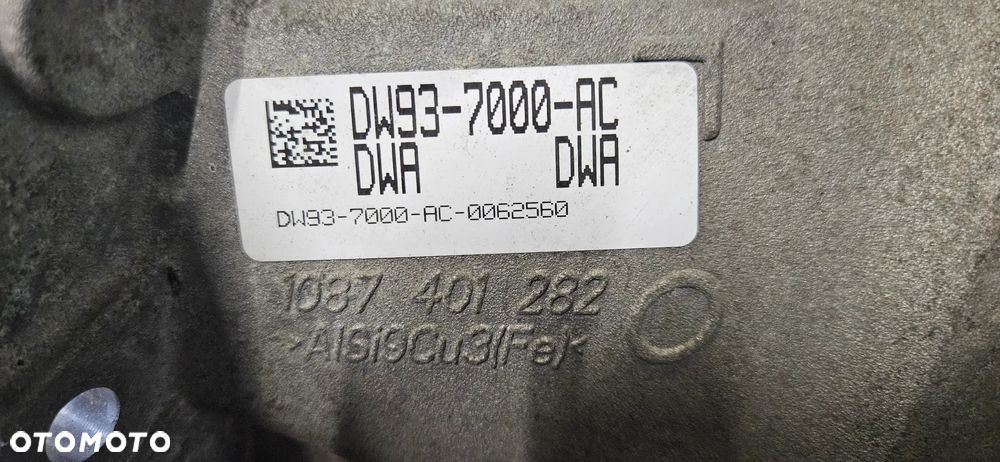 DW93-7000-AC
DWA DWA
DW93-7000-AC-0062560
1087 401 282
>AlSi9Cu3(Fe)<
OTOMOTO